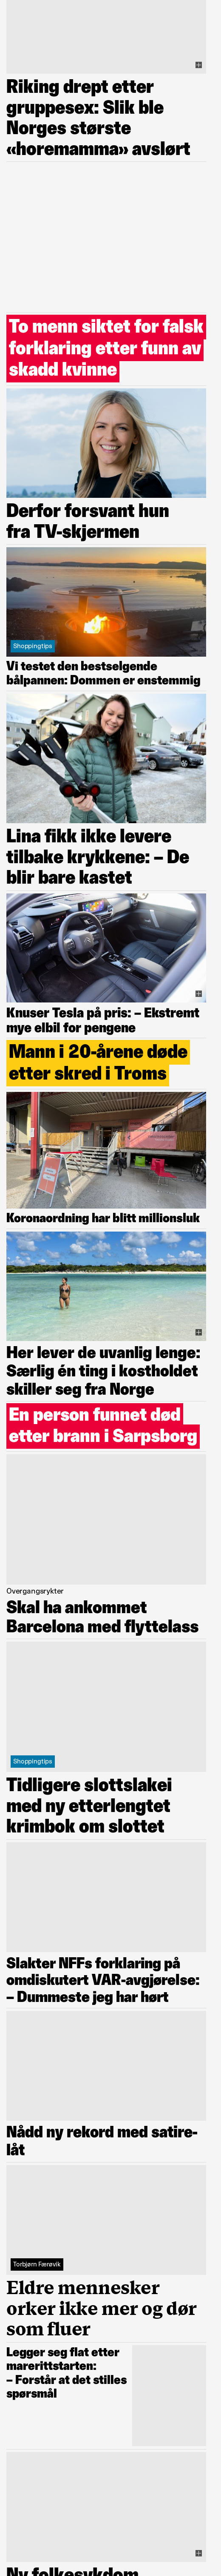 Riking drept etter
gruppesex: Slik ble
Norges største
«horemamma» avslørt
To menn siktet for falsk
forklaring etter funn av
skadd kvinne
Derfor forsvant hun
fra TV-skjermen
Shoppingtips
Vi testet den bestselgende
bålpannen: Dommen er enstemmig
Lina fikk ikke levere
tilbake krykkene: – De
blir bare kastet
Knuser Tesla på pris: – Ekstremt
mye elbil for pengene
Mann i 20-årene døde
etter skred i Troms
Koronaordning har blitt millionsluk
Her lever de uvanlig lenge:
Særlig én ting i kostholdet
skiller seg fra Norge
En person funnet død
etter brann i Sarpsborg
Overgangsrykter
Skal ha ankommet
Barcelona med flyttelass
Shoppingtips
Tidligere slottslakei
med ny etterlengtet
krimbok om slottet
Slakter NFFs forklaring på
omdiskutert VAR-avgjørelse:
– Dummeste jeg har hørt
Nådd ny rekord med satire-
låt
Torbjørn Færøvik
Eldre mennesker
orker ikke mer og dør
som fluer
Legger seg flat etter
marerittstarten:
– Forstår at det stilles
spørsmål
Ny folkesykdom